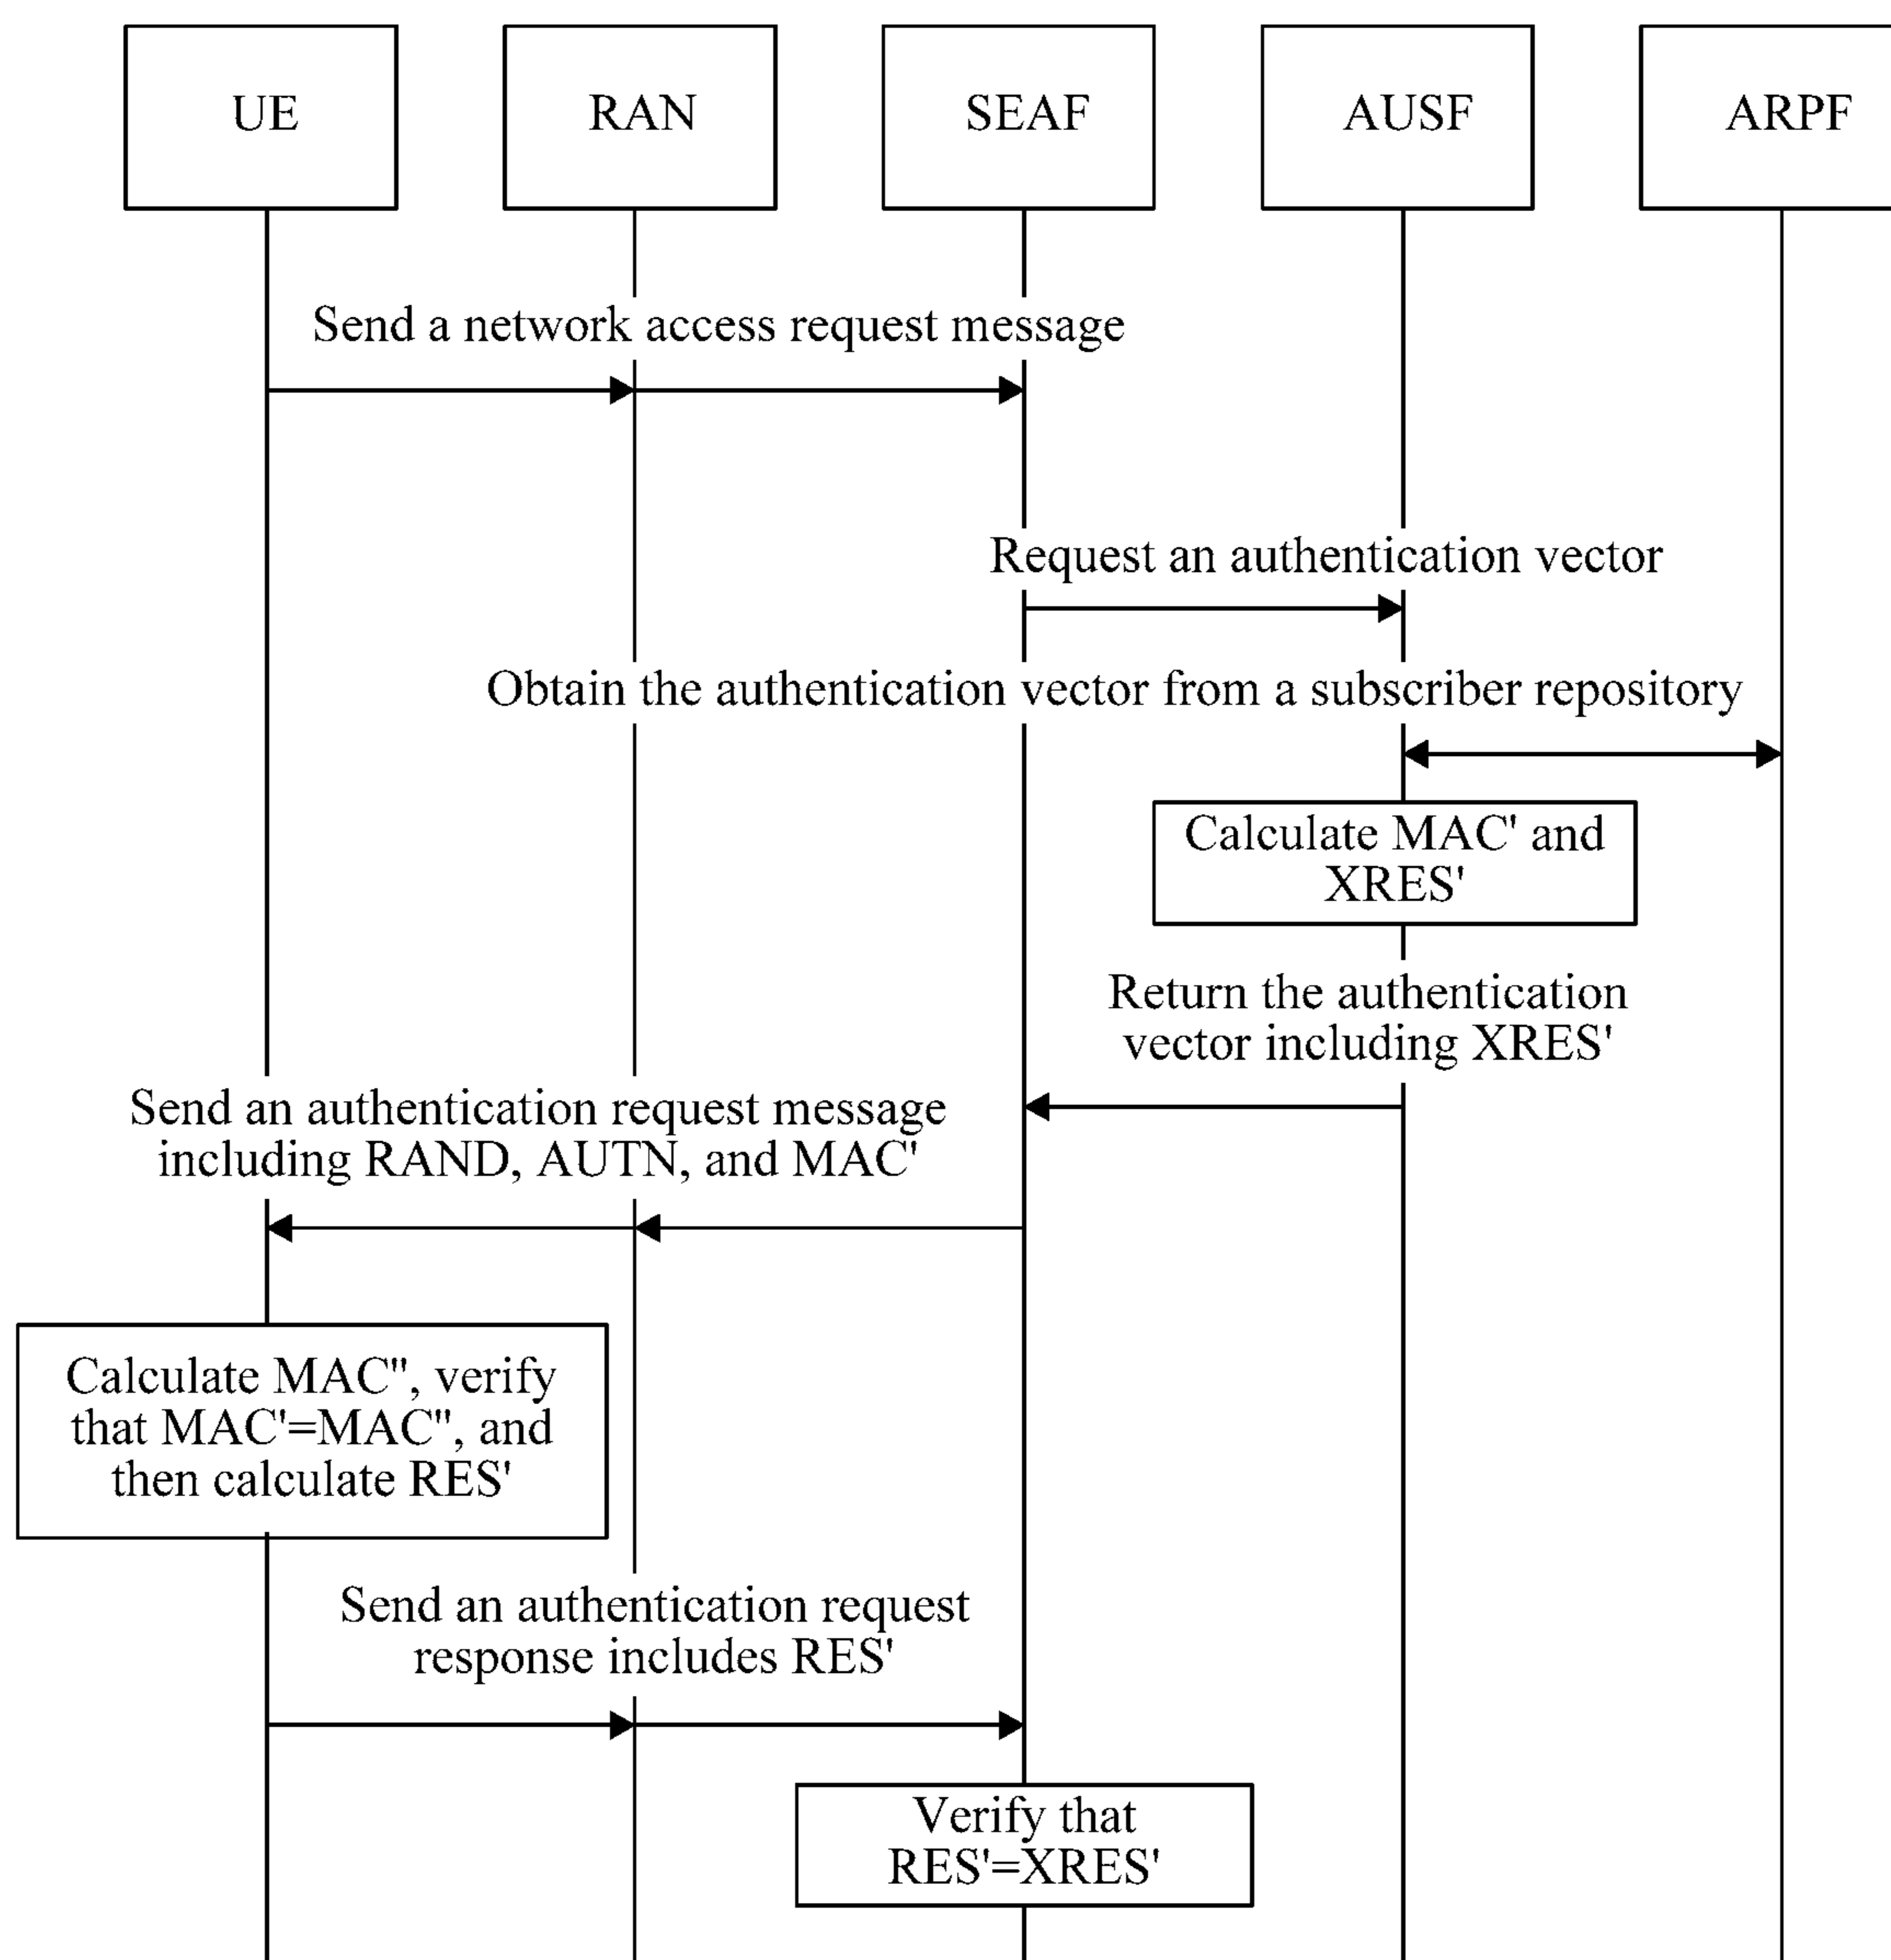 UE
RAN
SEAF
AUSF
ARPF
Send a network access request message
Request an authentication vector
Obtain the authentication vector from a subscriber repository
Calculate MAC' and
XRES'
Return the authentication
vector including XRES'
Send an authentication request message
including RAND, AUTN, and MAC'
Calculate MAC", verify
that MAC'=MAC", and
then calculate RES'
Send an authentication request
response includes RES'
Verify that
RES'=XRES'